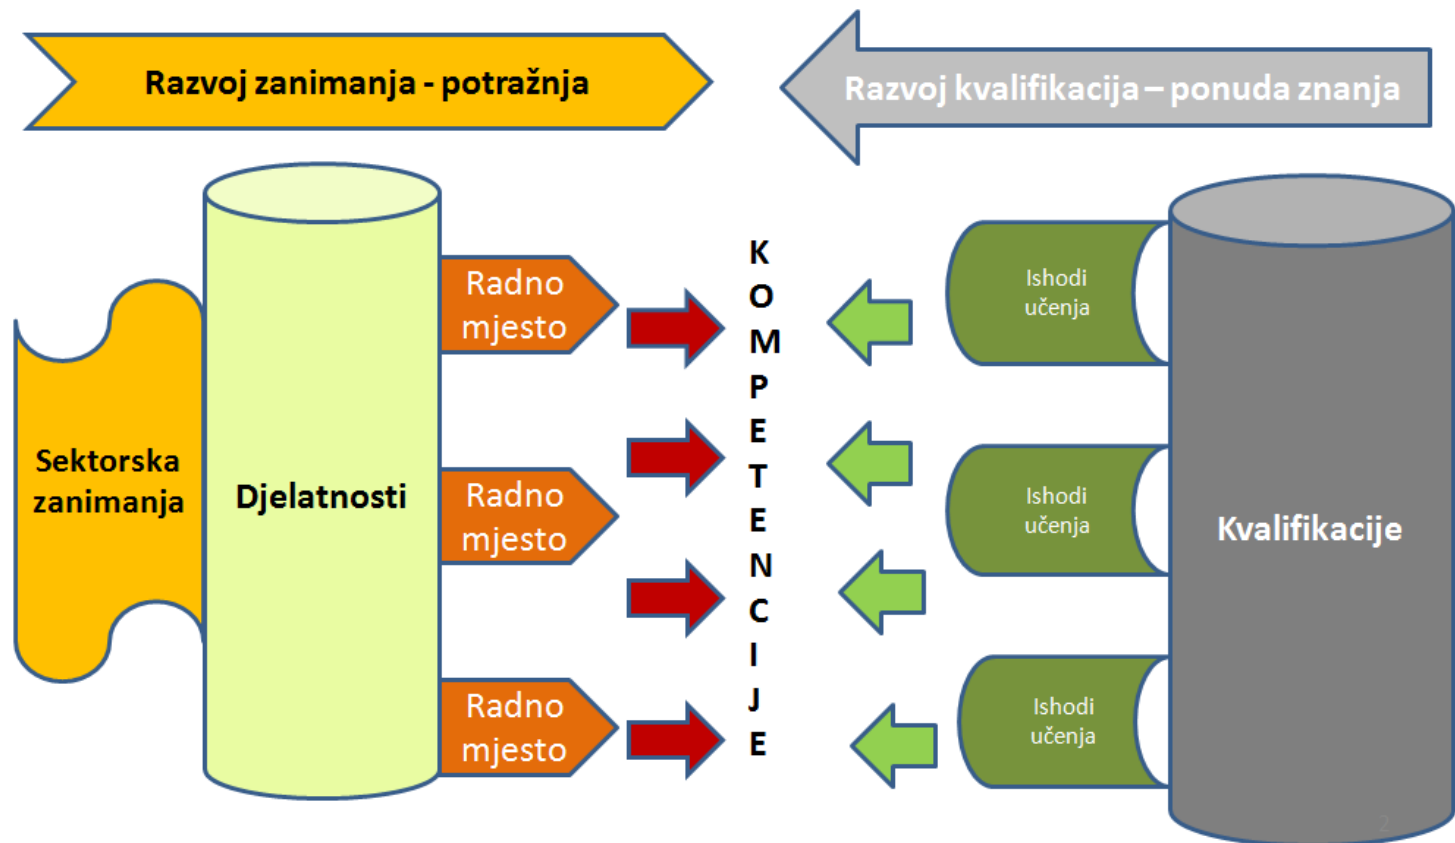 Razvoj zanimanja - potražnja
Razvoj kvalifikacija – ponuda znanja
Sektorska
zanimanja
Djelatnosti
Radno
mjesto
Radno
mjesto
Radno
mjesto
K
O
M
P
E
T
E
N
C
I
J
E
Ishodi
učenja
Ishodi
učenja
Ishodi
učenja
Kvalifikacije
2